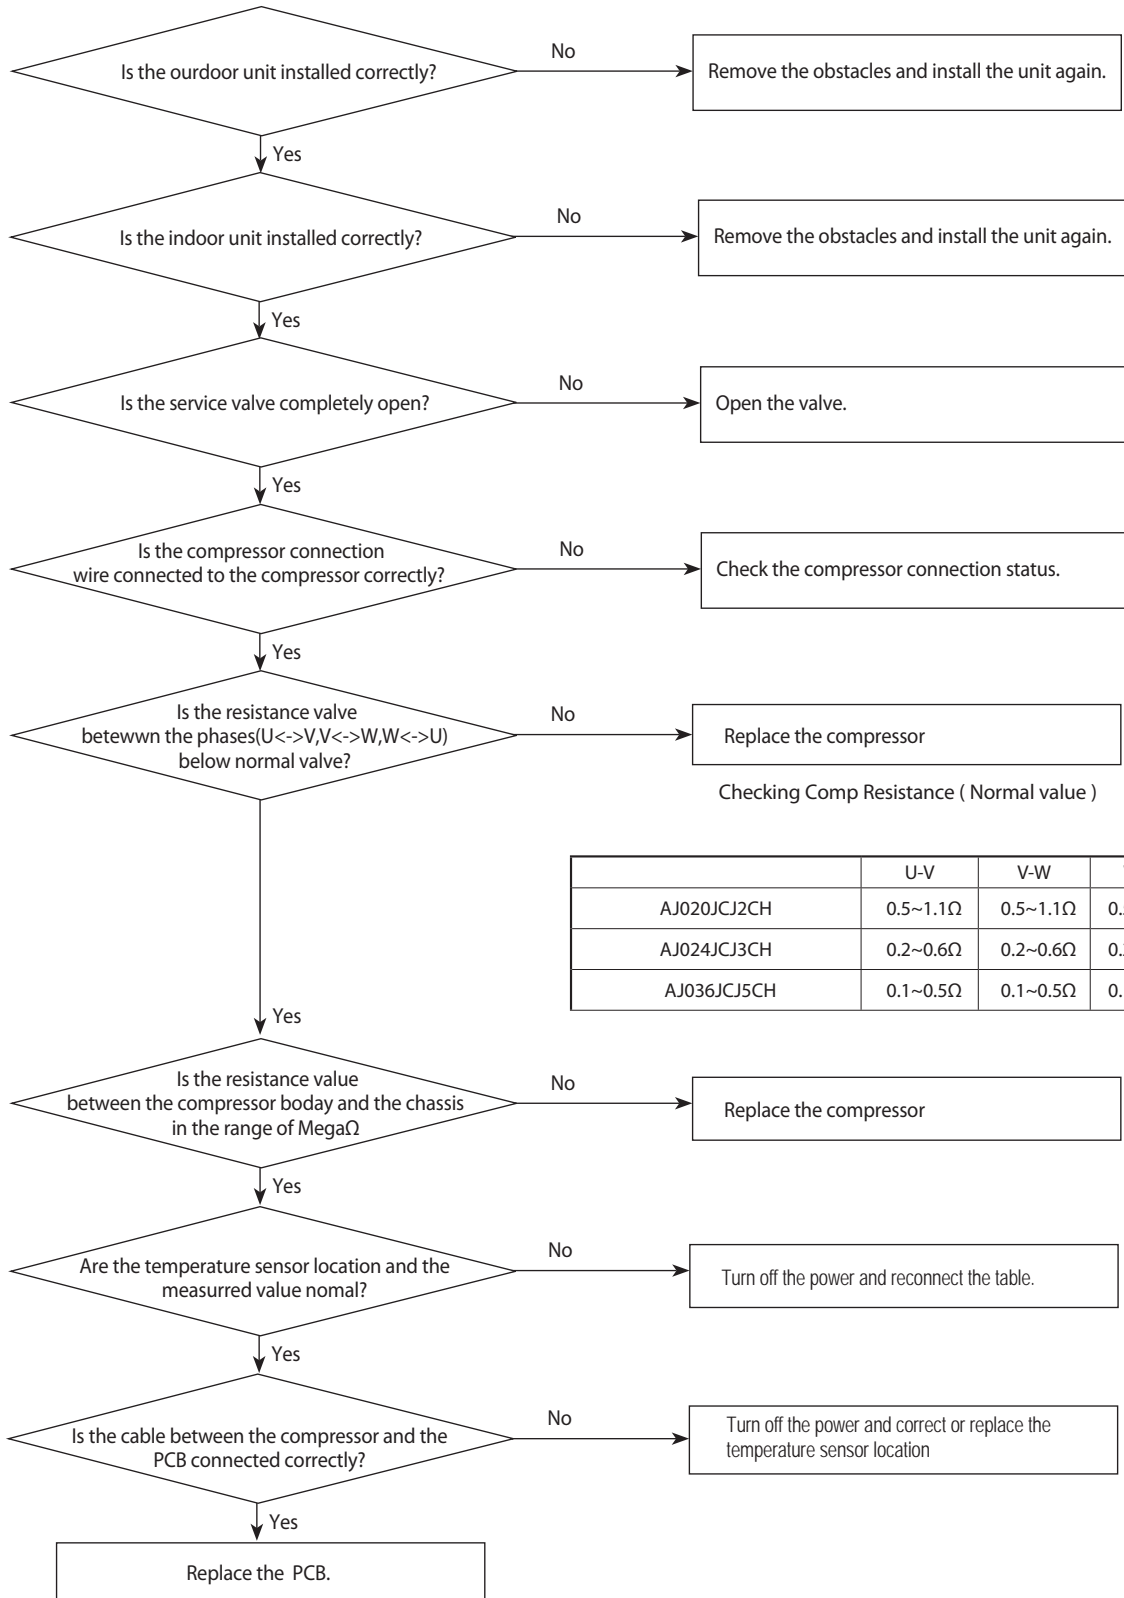 Is the ourdoor unit installed correctly?
No
Remove the obstacles and install the unit again.
Yes
Is the indoor unit installed correctly?
No
Remove the obstacles and install the unit again.
Yes
Is the service valve completely open?
No
Open the valve.
Yes
Is the compressor connection
wire connected to the compressor correctly?
No
Check the compressor connection status.
Yes
Is the resistance valve
betewwn the phases(U<->V,V<->W,W<->U)
below normal valve?
No
Replace the compressor
Checking Comp Resistance ( Normal value )
U-V V-W
AJ020JCJ2CH 0.5~1.1Ω 0.5~1.1Ω
AJ024JCJ3CH 0.2~0.6Ω 0.2~0.6Ω
AJ036JCJ5CH 0.1~0.5Ω 0.1~0.5Ω
Yes
Is the resistance value
between the compressor boday and the chassis
in the range of MegaΩ
No
Replace the compressor
Yes
Are the temperature sensor location and the
measurred value nomal?
No
Turn off the power and reconnect the table.
Yes
Is the cable between the compressor and the
PCB connected correctly?
No
Turn off the power and correct or replace the
temperature sensor location
Yes
Replace the PCB.